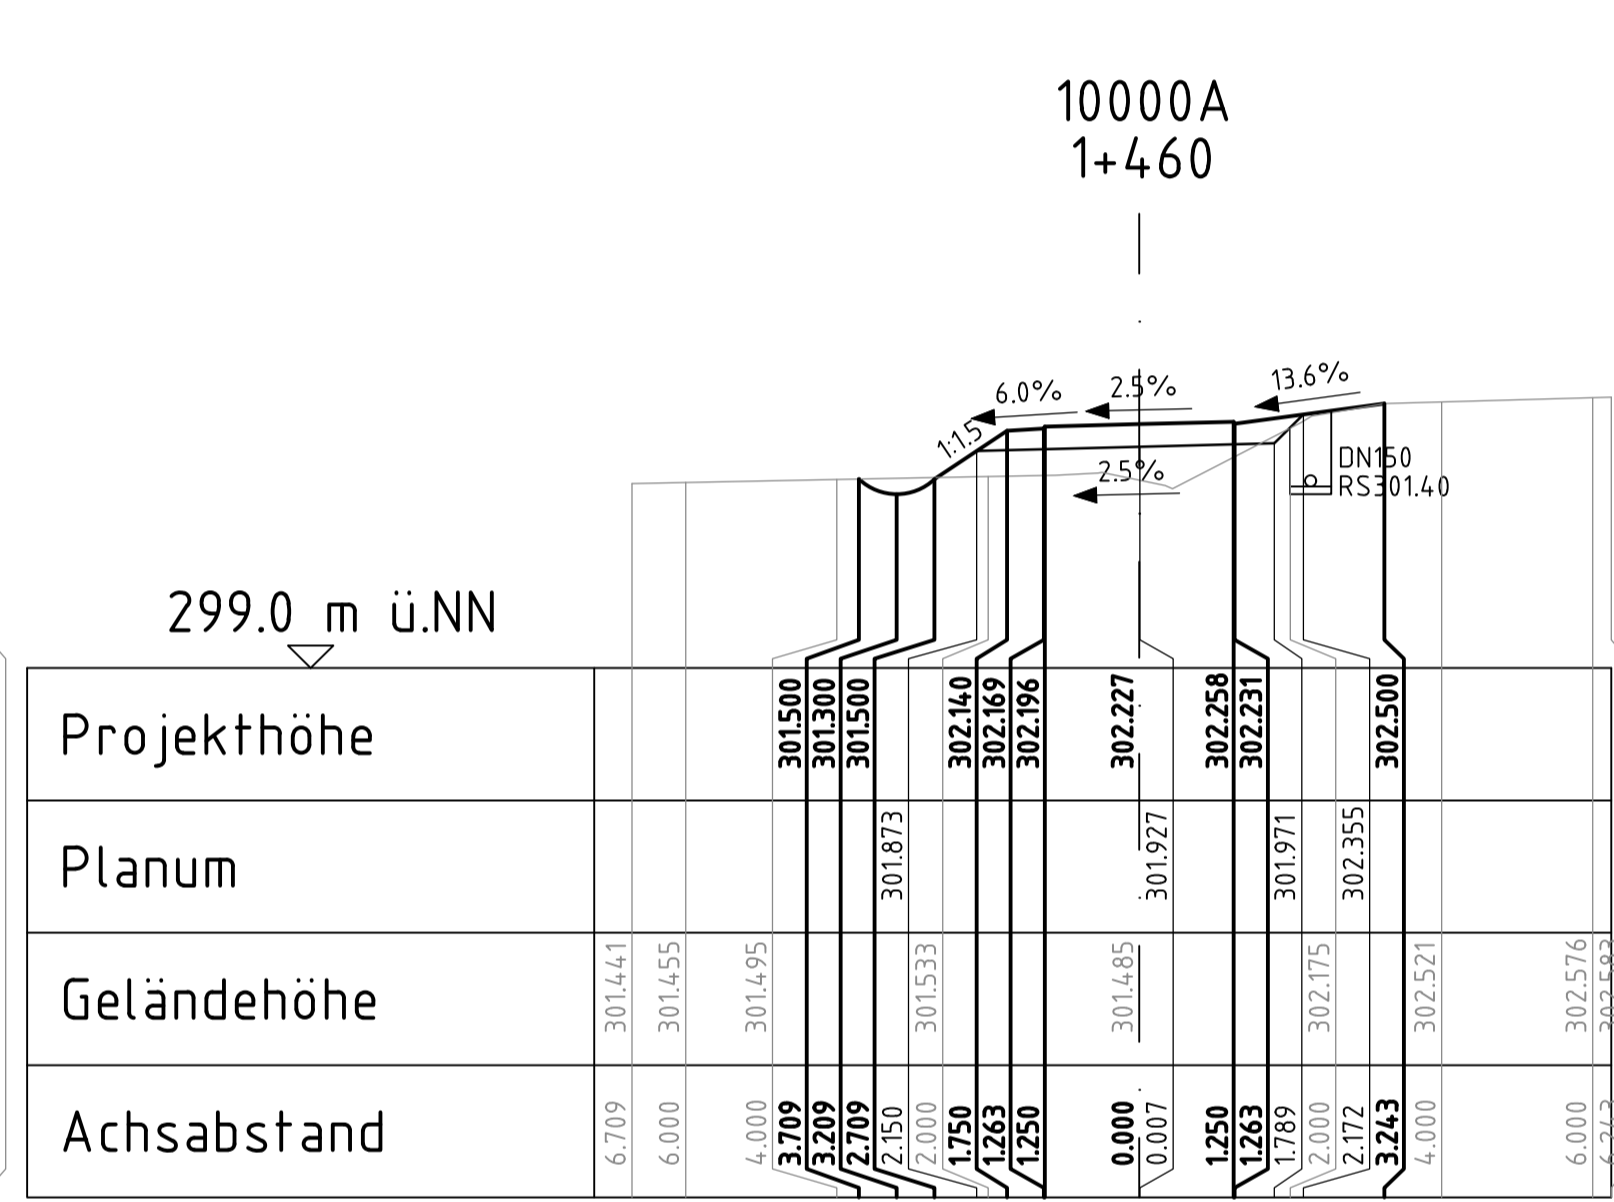 10000A
1+460
6.0% 2.5% 13.6%
1:1.5
2.5%
DN150
RS301.40
299.0 m ü.NN
Projekthöhe 301.500 301.300 301.500 302.140 302.169 302.196 302.227 302.258 302.231 302.500
Planum 301.873 301.927 301.971 302.355
Geländehöhe 301.441 301.455 301.495 301.533 301.485 302.175 302.521 302.576
Achsabstand 6.709 6.000 4.000 3.709 3.209 2.709 2.150 2.000 1.750 1.263 1.250 0.000 0.007 1.250 1.263 1.789 2.000 2.172 3.243 4.000 6.000